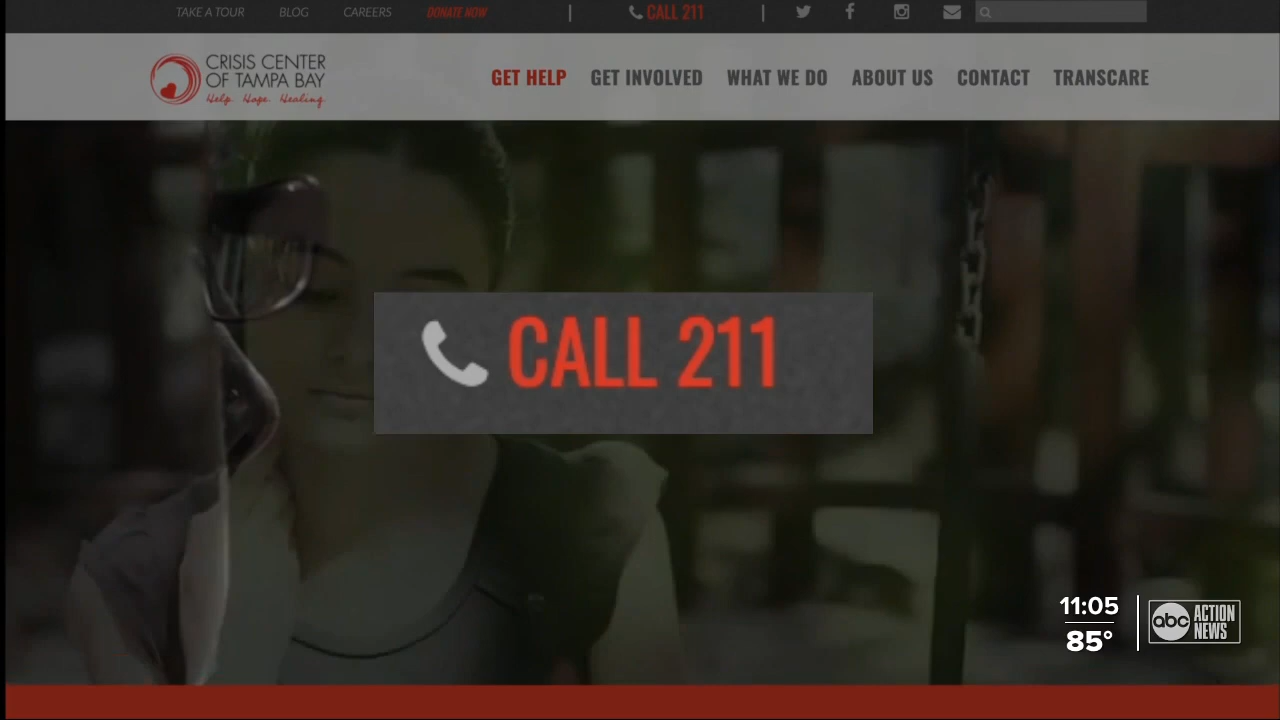 TAKE A TOUR BLOG CAREERS DONATE NOW | CALL 211 |
CRISIS CENTER
OF TAMPA BAY
Help. Hope. Healing.
GET HELP GET INVOLVED WHAT WE DO ABOUT US CONTACT TRANSCARE
CALL 211
11:05
85°
abc ACTION NEWS